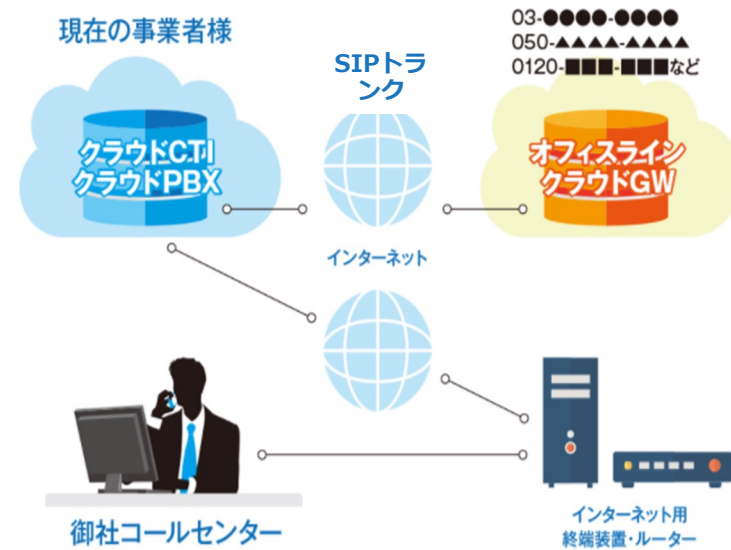 現在の事業者様
03-●●●●-●●●●
050-▲▲▲▲-▲▲▲▲
0120-■■■-■■■など
SIPトラ
ンク
クラウドCTI
クラウドPBX
オフィスライン
クラウドGW
インターネット
御社コールセンター
インターネット用
終端装置・ルーター